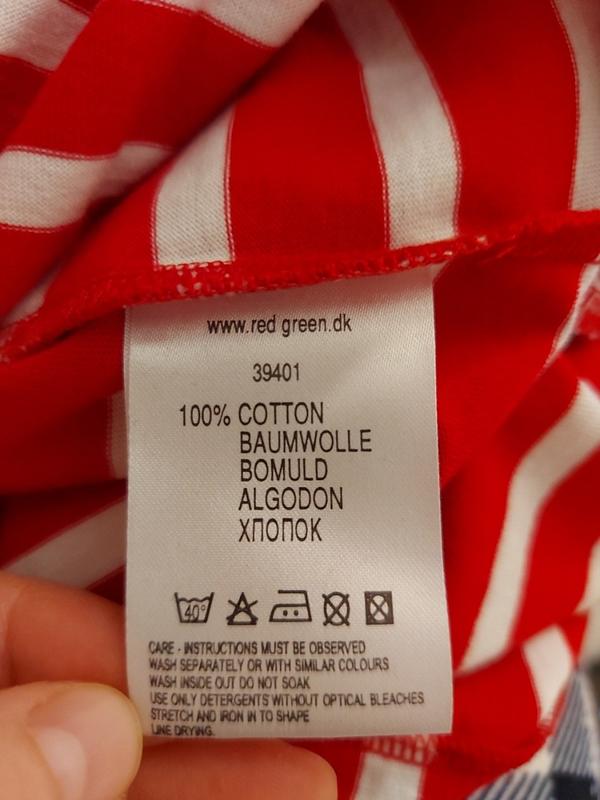 www.red green.dk
39401
100% COTTON
BAUMWOLLE
BOMULD
ALGODON
ХПОПОК
40°
CARE - INSTRUCTIONS MUST BE OBSERVED
WASH SEPARATELY OR WITH SIMILAR COLOURS
WASH INSIDE OUT DO NOT SOAK
USE ONLY DETERGENTS WITHOUT OPTICAL BLEACHES
STRETCH AND IRON IN TO SHAPE
LINE DRYING.